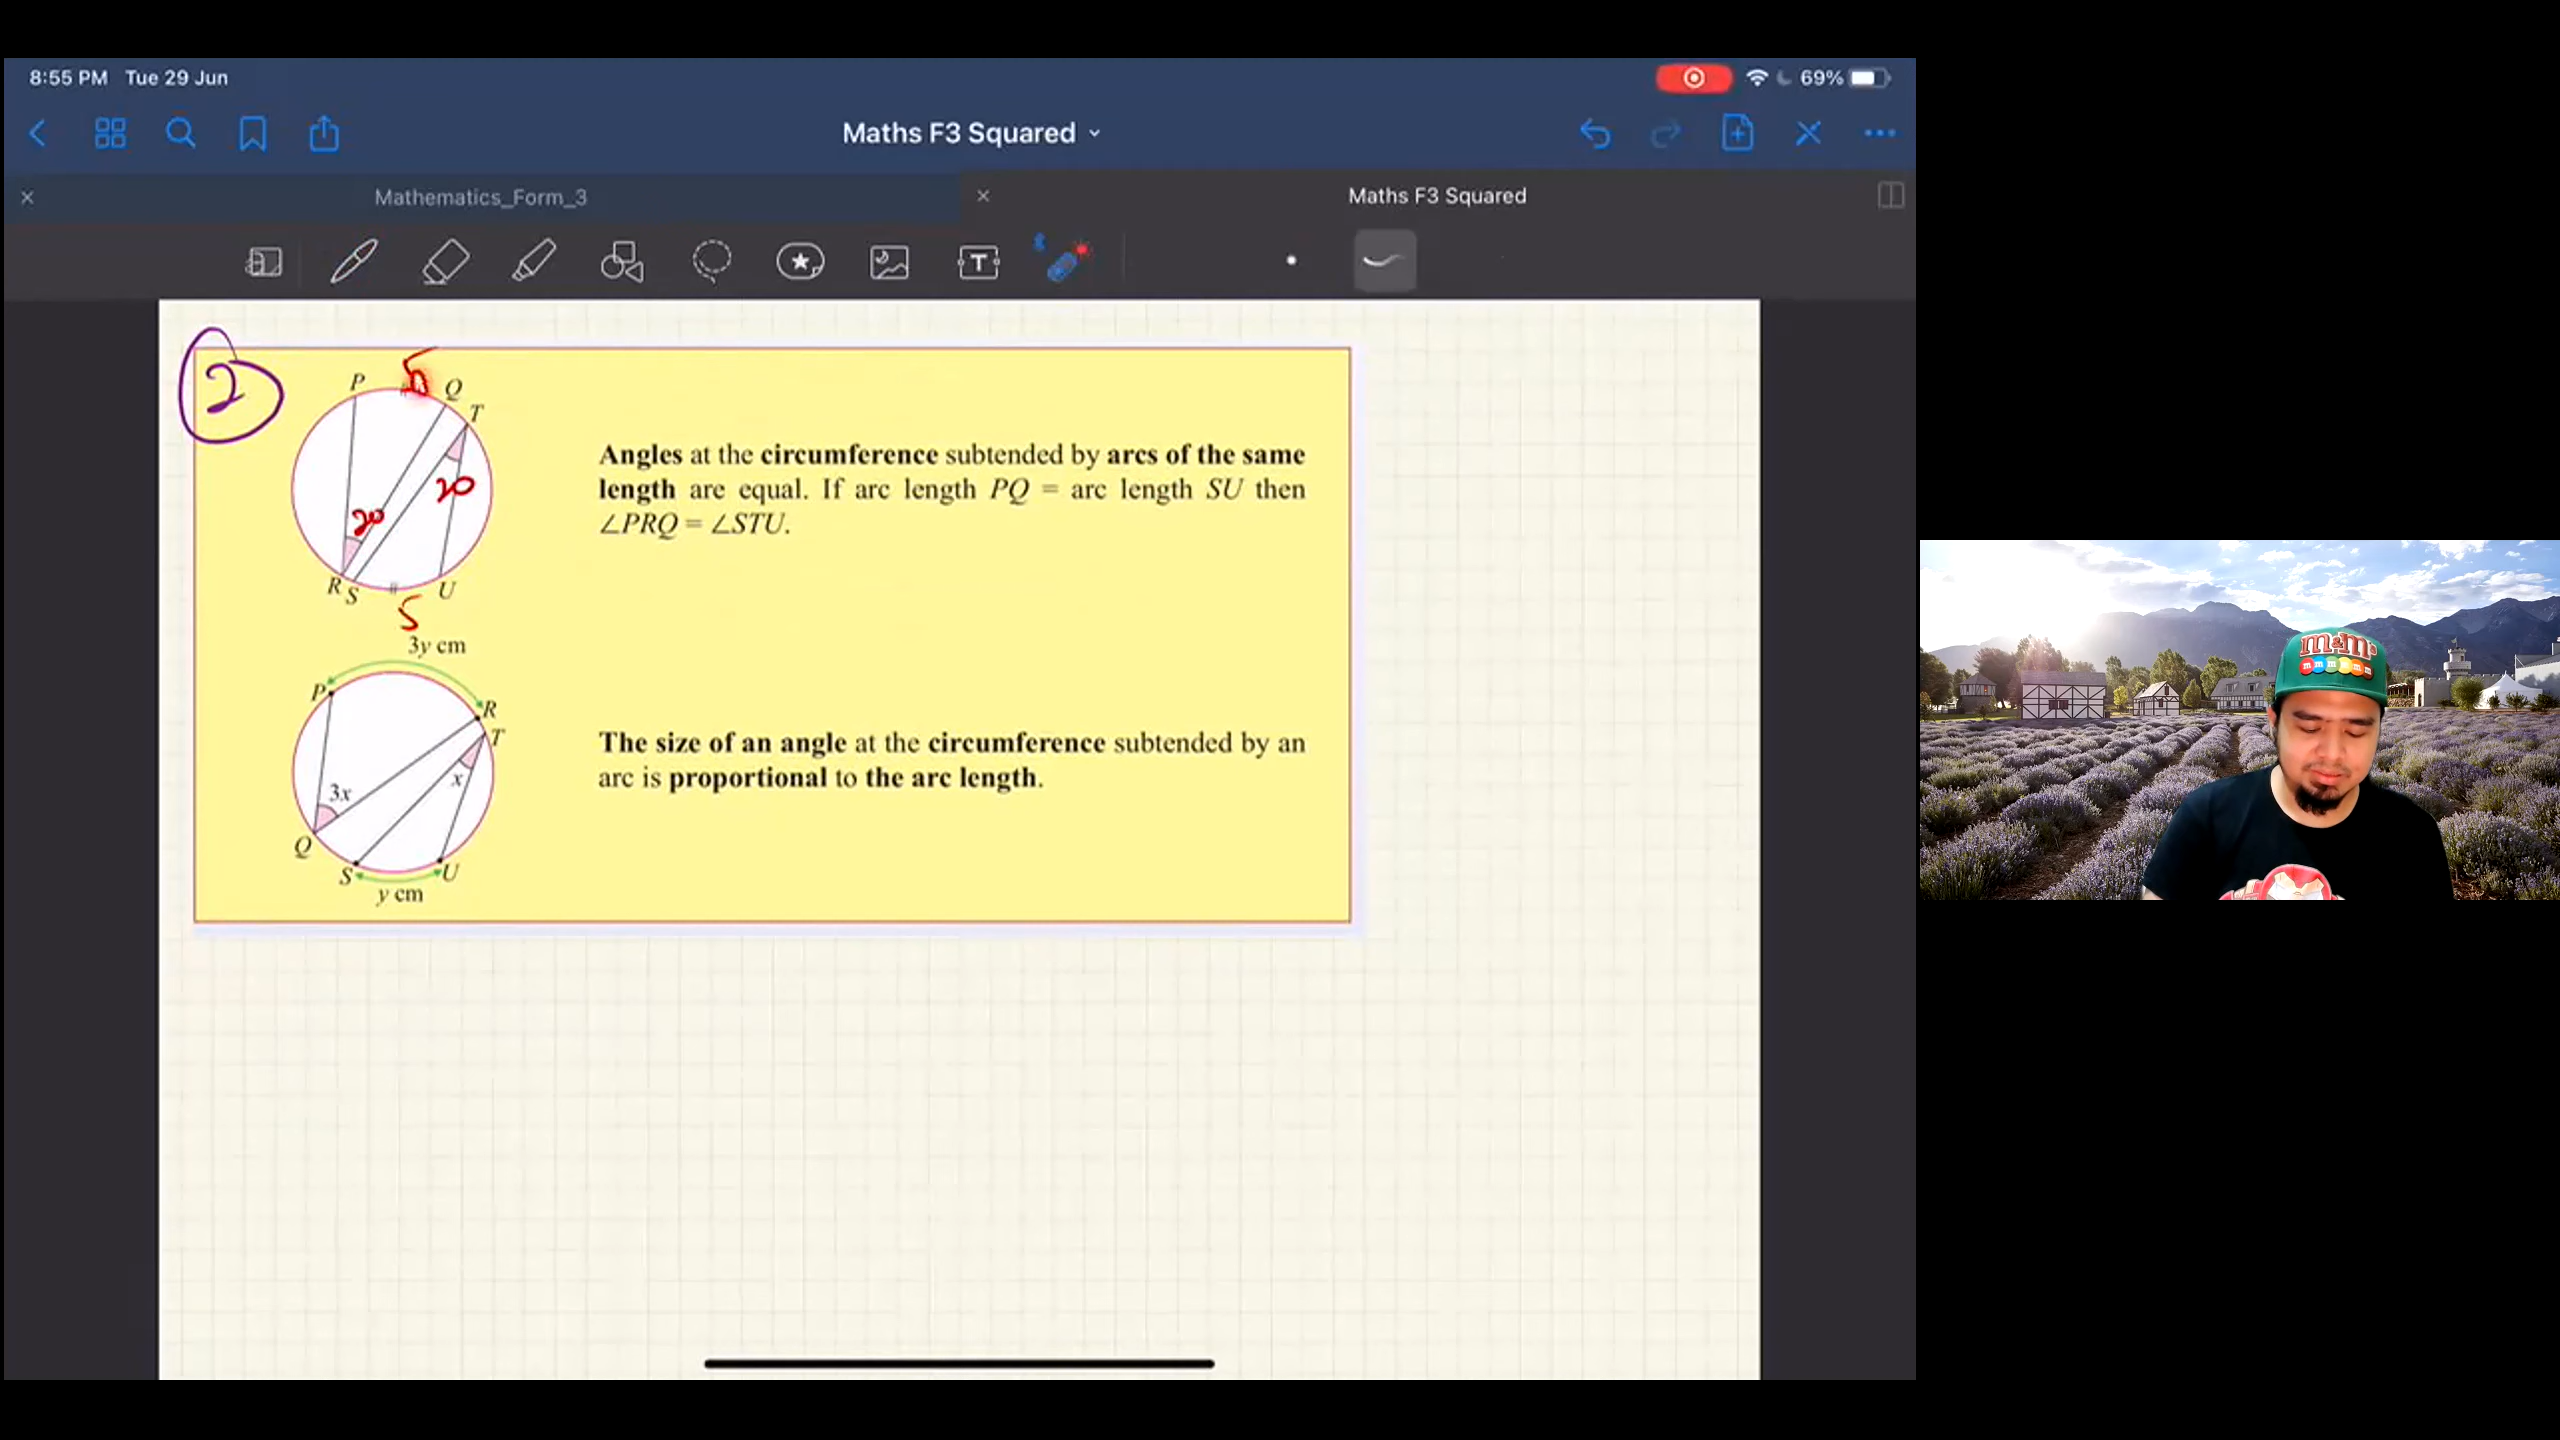 8:55 PM Tue 29 Jun
69%
Maths F3 Squared
Mathematics_Form_3
Maths F3 Squared
T
2
5
P
Q
T
20
20
R
S
U
5
Angles at the circumference subtended by arcs of the same
length are equal. If arc length PQ = arc length SU then
∠PRQ = ∠STU.
3y cm
P
R
T
x
3x
Q
S
U
y cm
The size of an angle at the circumference subtended by an
arc is proportional to the arc length.
m&m's
mmmmm